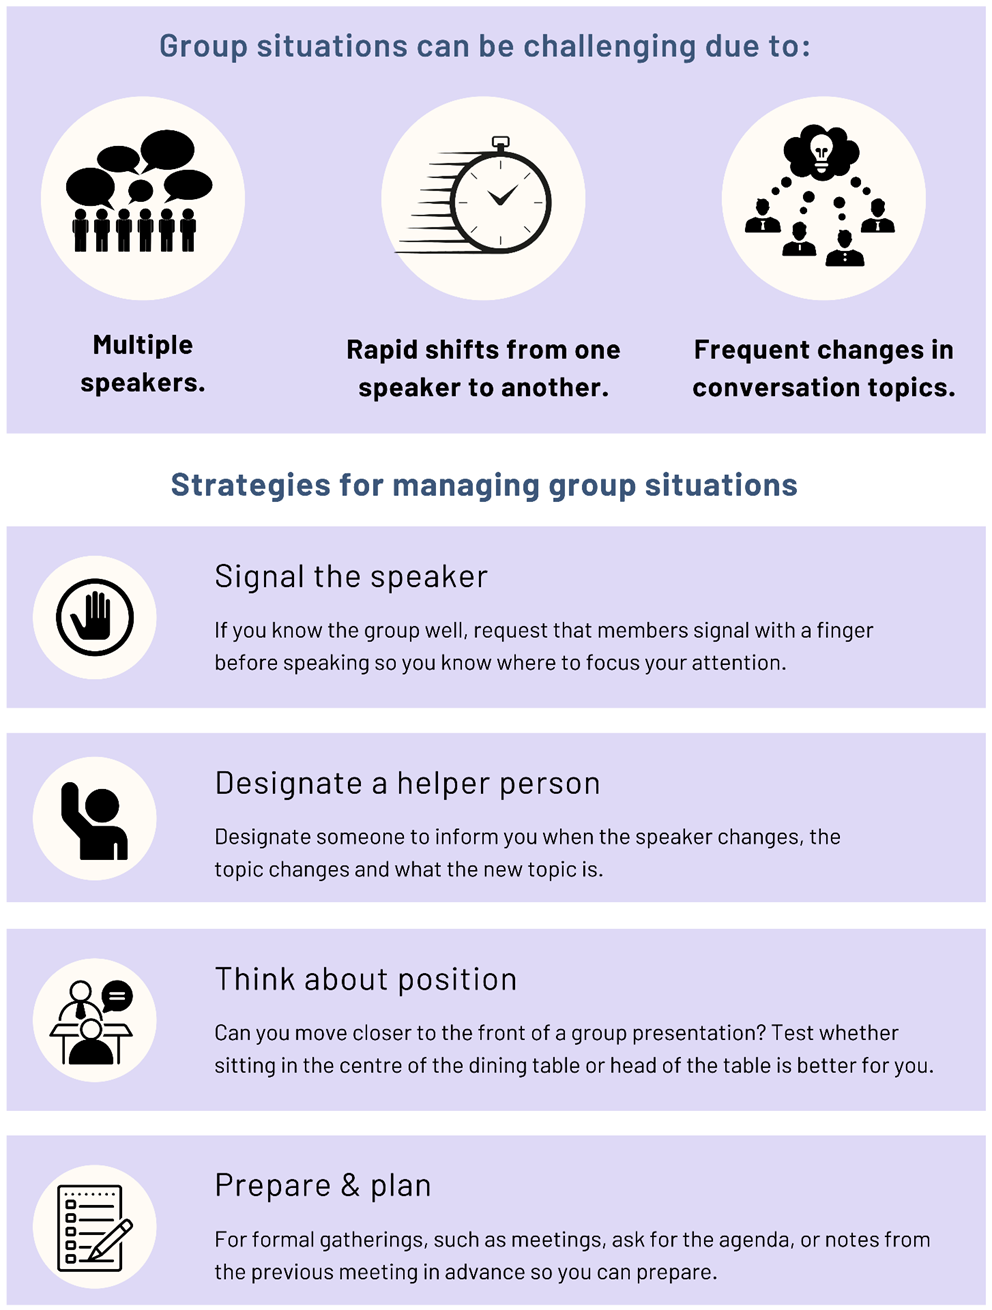 Group situations can be challenging due to:
Multiple
speakers.
Rapid shifts from one
speaker to another.
Frequent changes in
conversation topics.
Strategies for managing group situations
Signal the speaker
If you know the group well, request that members signal with a finger
before speaking so you know where to focus your attention.
Designate a helper person
Designate someone to inform you when the speaker changes, the
topic changes and what the new topic is.
Think about position
Can you move closer to the front of a group presentation? Test whether
sitting in the centre of the dining table or head of the table is better for you.
Prepare & plan
For formal gatherings, such as meetings, ask for the agenda, or notes from
the previous meeting in advance so you can prepare.